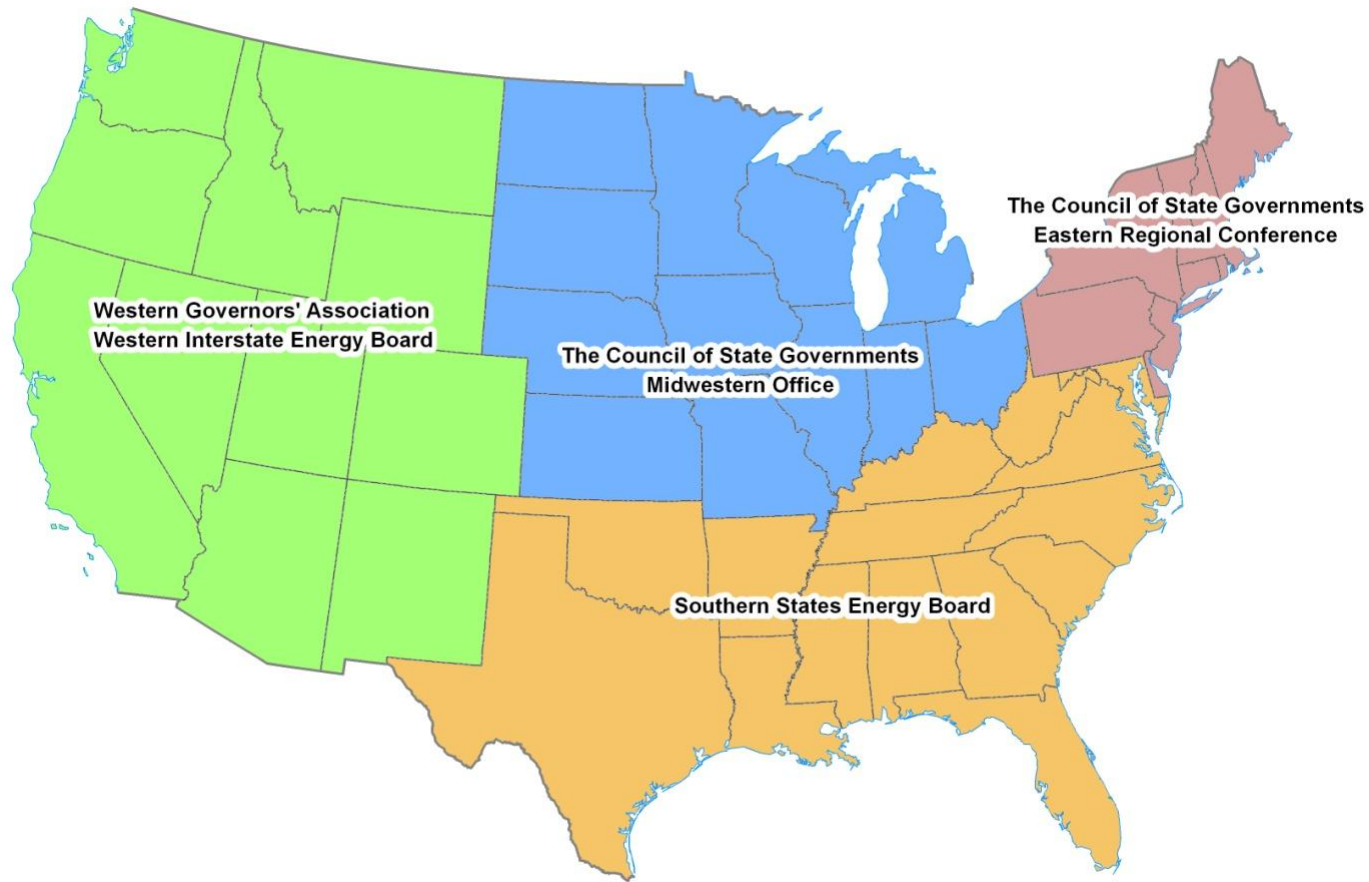 The Council of State Governments
Eastern Regional Conference
Western Governors' Association
Western Interstate Energy Board
The Council of State Governments
Midwestern Office
Southern States Energy Board